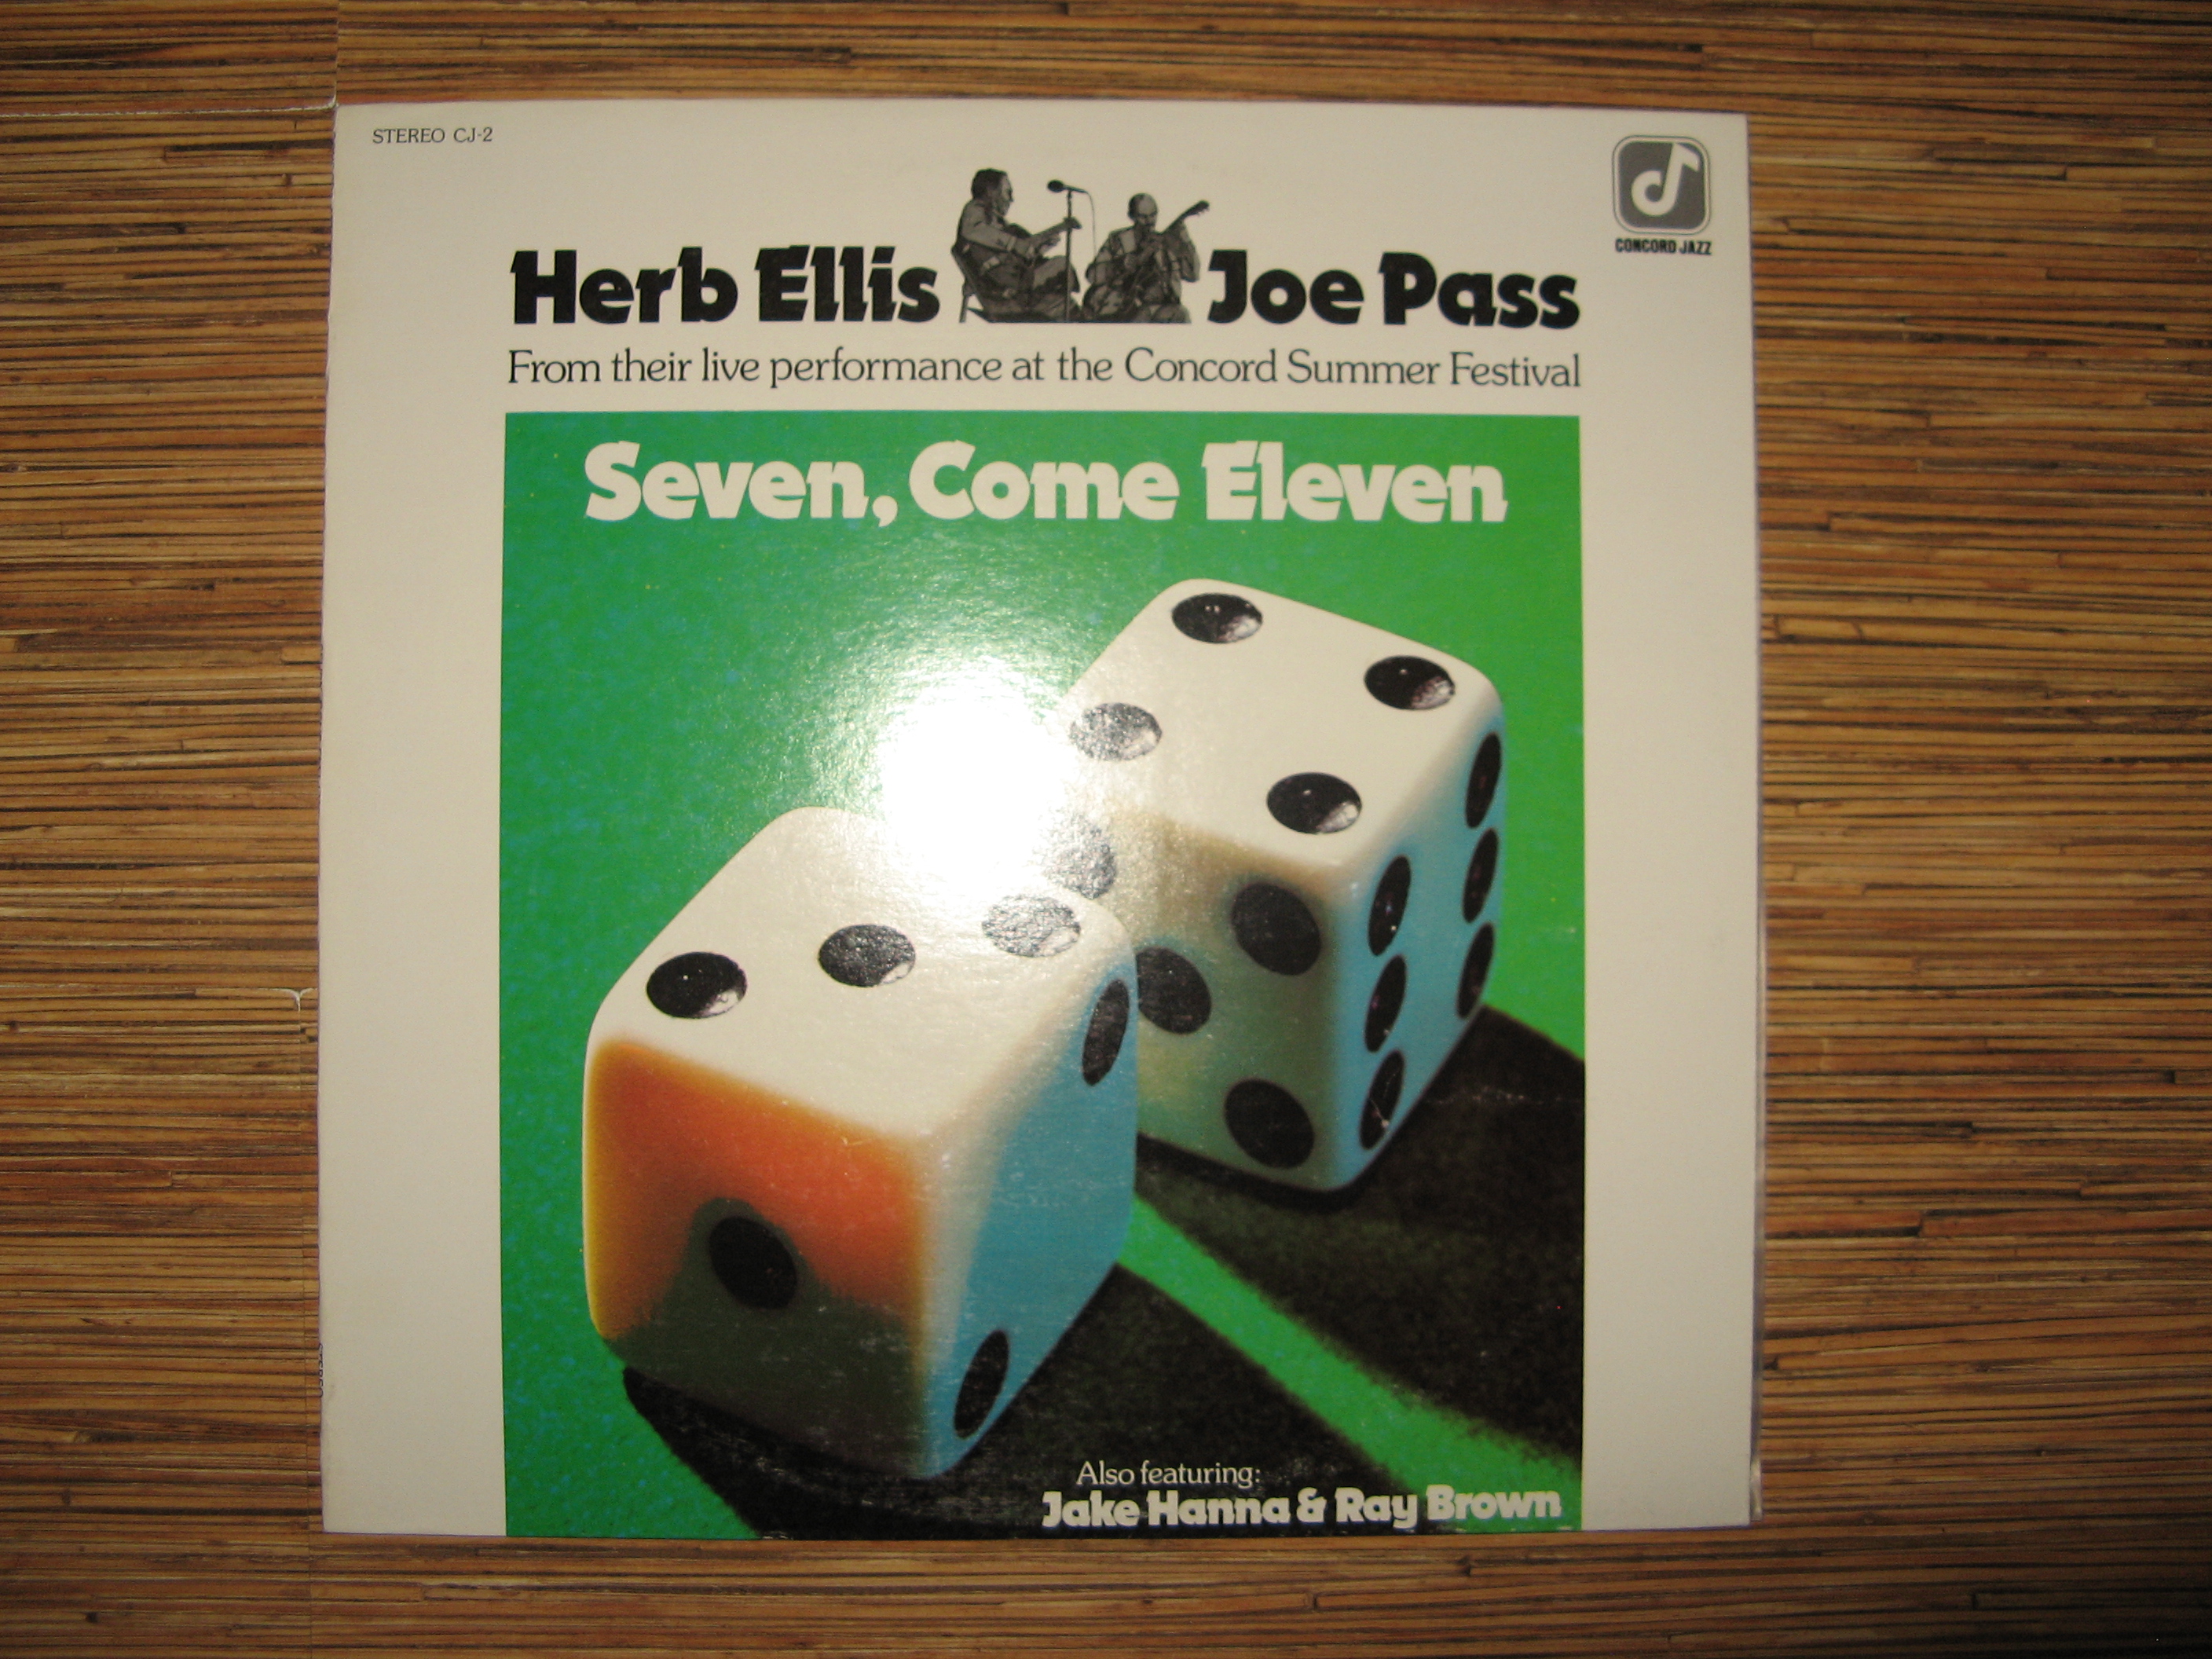 STEREO CJ-2
CONCORD JAZZ
Herb Ellis Joe Pass
From their live performance at the Concord Summer Festival
Seven, Come Eleven
Also featuring:
Jake Hanna & Ray Brown